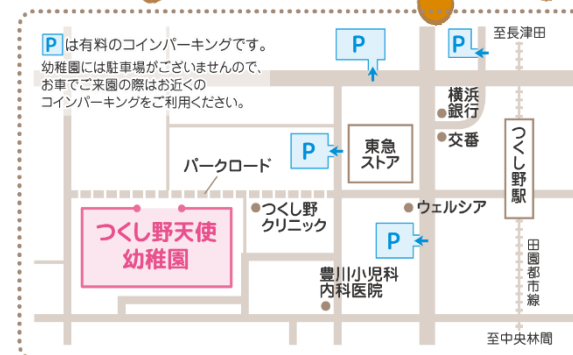 Pは有料のコインパーキングです。
幼稚園には駐車場がございませんので、
お車でご来園の際はお近くの
コインパーキングをご利用ください。
P
P
至長津田
横浜
銀行
交番
つくし野駅
P
東急
ストア
パークロード
つくし野
クリニック
ウェルシア
つくし野天使
幼稚園
P
田園都市線
豊川小児科
内科医院
至中央林間